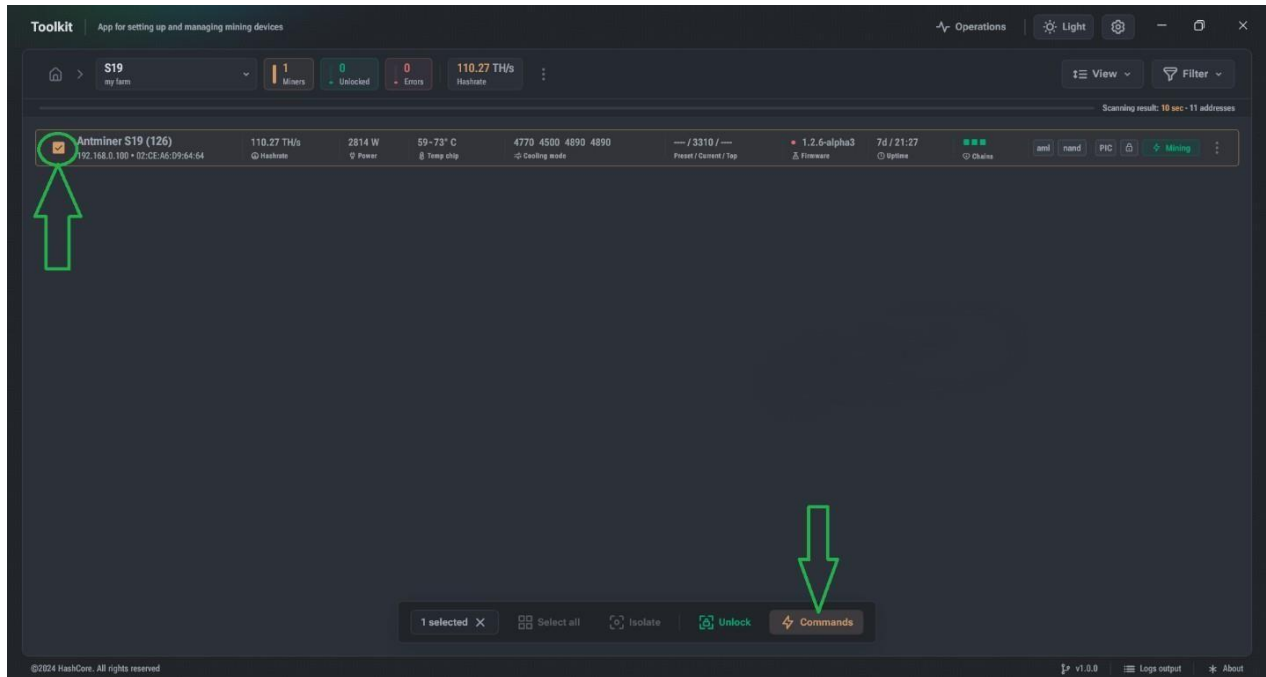 Toolkit App for setting up and managing mining devices Operations Light
S19 my farm 1 Miners 0 Unlocked 0 Errors 110.27 TH/s Hashrate View Filter
Scanning result: 10 sec - 11 addresses
Antminer S19 (126) 110.27 TH/s 2814 W 59~73° C 4770 4500 4890 4890 --- / 3310 / --- 1.2.6-alpha3 7d / 21:27 aml nand PIC Mining
192.168.0.100 • 02:CE:A6:D9:64:64 Hashrate Power Temp chip Cooling mode Preset / Current / Top Firmware Uptime Chains
1 selected Select all Isolate Unlock Commands
©2024 HashCore. All rights reserved v1.0.0 Logs output About